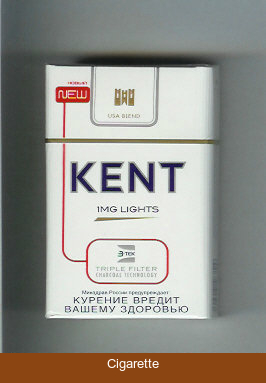 NEW
USA BLEND
KENT
1MG LIGHTS
3-TEK
TRIPLE FILTER
CHARCOAL TECHNOLOGY
Минздрав России предупреждает:
КУРЕНИЕ ВРЕДИТ
ВАШЕМУ ЗДОРОВЬЮ
Cigarette